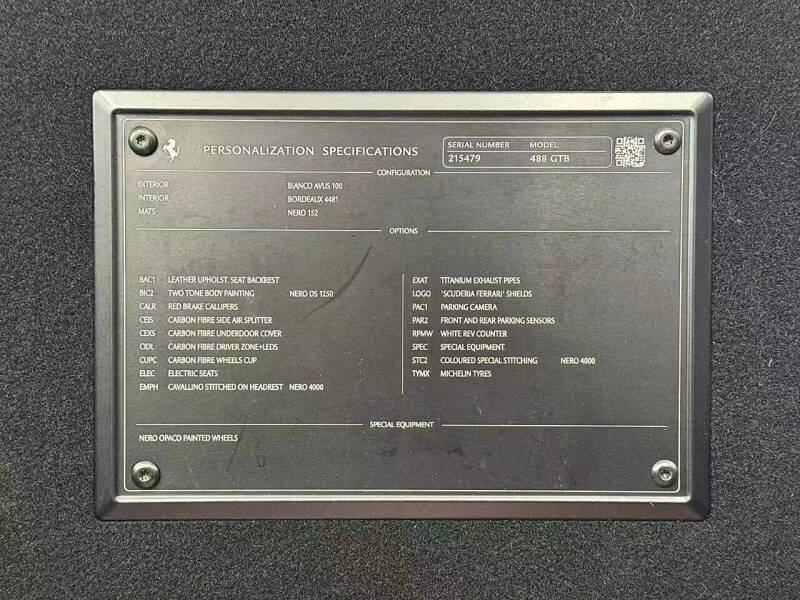 PERSONALIZATION SPECIFICATIONS
SERIAL NUMBER MODEL
215479 488 GTB
CONFIGURATION
EXTERIOR BIANCO AVUS 100
INTERIOR BORDEAUX 4481
MATS NERO 152
OPTIONS
BAC1 LEATHER UPHOLST. SEAT BACKREST
BIC2 TWO TONE BODY PAINTING NERO DS 1250
CALR RED BRAKE CALLIPERS
CEIS CARBON FIBRE SIDE AIR SPLITTER
CEXS CARBON FIBRE UNDERDOOR COVER
CIDL CARBON FIBRE DRIVER ZONE+LEDS
CUPC CARBON FIBRE WHEELS CUP
ELEC ELECTRIC SEATS
EMPH CAVALLINO STITCHED ON HEADREST NERO 4000
EXAT TITANIUM EXHAUST PIPES
LOGO 'SCUDERIA FERRARI' SHIELDS
PAC1 PARKING CAMERA
PAR2 FRONT AND REAR PARKING SENSORS
RPMW WHITE REV COUNTER
SPEC SPECIAL EQUIPMENT
STC2 COLOURED SPECIAL STITCHING NERO 4000
TYMX MICHELIN TYRES
SPECIAL EQUIPMENT
NERO OPACO PAINTED WHEELS